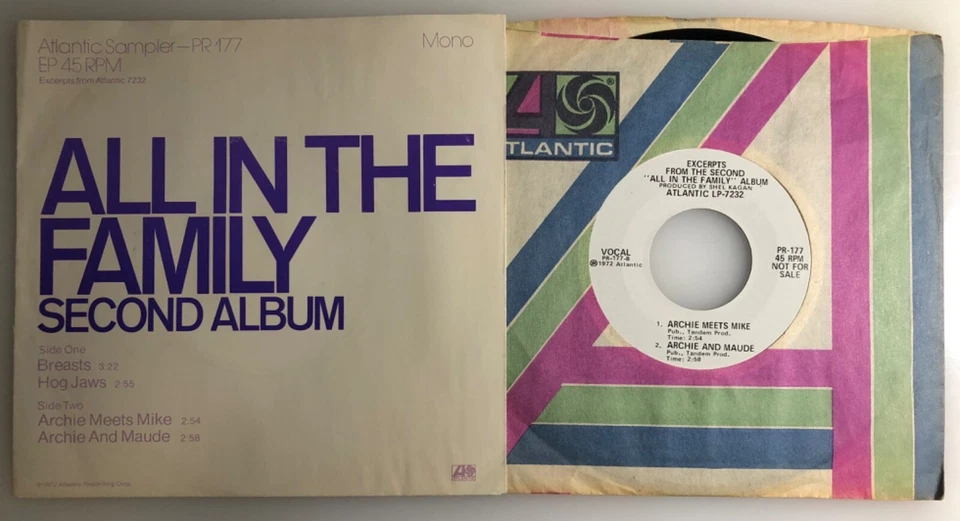 Atlantic Sampler—PR 177
EP 45 RPM
Excerpts from Atlantic 7232
Mono
ALL IN THE
FAMILY
SECOND ALBUM
Side One
Breasts 3:22
Hog Jaws 2:55
Side Two
Archie Meets Mike 2:54
Archie And Maude 2:58
ATLANTIC
TLANTIC
EXCERPTS
FROM THE SECOND
"ALL IN THE FAMILY" ALBUM
PRODUCED BY SHEL KAGAN
ATLANTIC LP-7232
VOCAL
PR-177-B
℗ 1972 Atlantic
PR-177
45 RPM
NOT FOR
SALE
1. ARCHIE MEETS MIKE
Pub., Tandem Prod.
Time: 2:54
2. ARCHIE AND MAUDE
Pub., Tandem Prod.
Time: 2:58